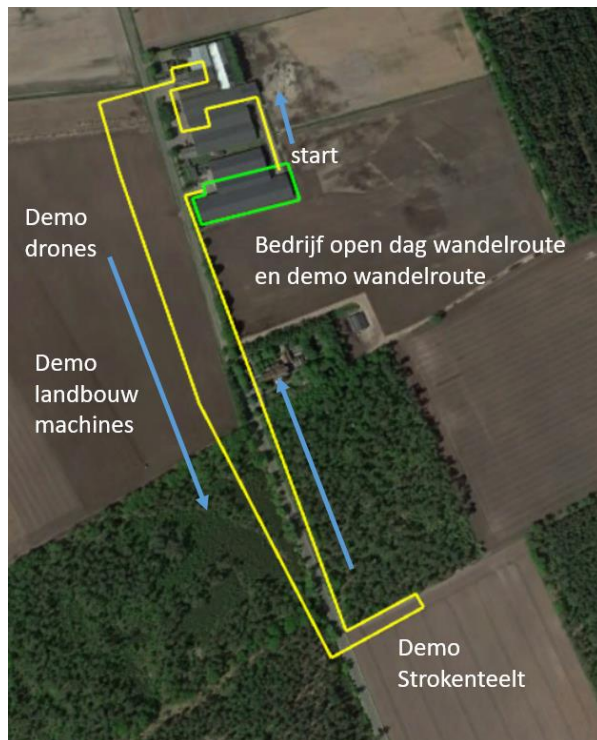 start
Demo
drones
Bedrijf open dag wandelroute
en demo wandelroute
Demo
landbouw
machines
Demo
Strokenteelt